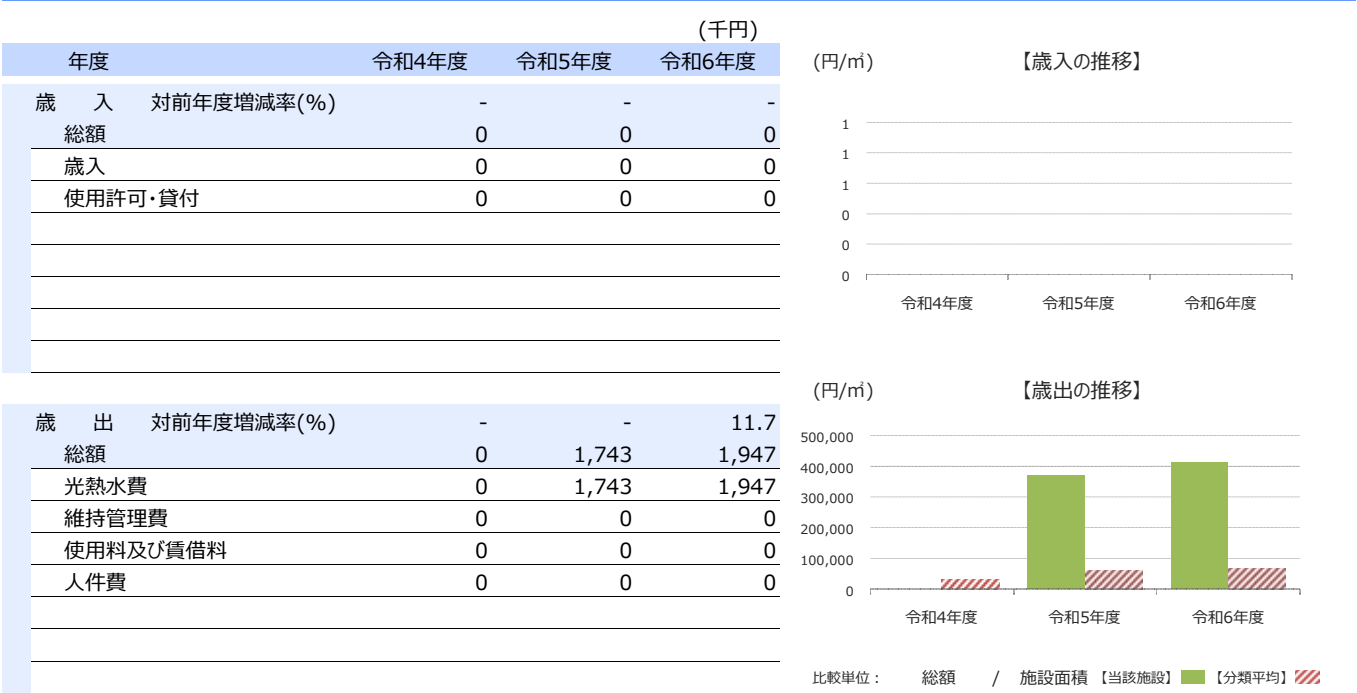 (千円)
年度 令和4年度 令和5年度 令和6年度
歳 入 対前年度増減率(%) - - -
総額 0 0 0
歳入 0 0 0
使用許可・貸付 0 0 0
歳 出 対前年度増減率(%) - - 11.7
総額 0 1,743 1,947
光熱水費 0 1,743 1,947
維持管理費 0 0 0
使用料及び賃借料 0 0 0
人件費 0 0 0
(円/㎡) 【歳入の推移】
1
1
1
0
0
0
令和4年度 令和5年度 令和6年度
(円/㎡) 【歳出の推移】
500,000
400,000
300,000
200,000
100,000
0
令和4年度 令和5年度 令和6年度
比較単位: 総額 / 施設面積 【当該施設】 【分類平均】